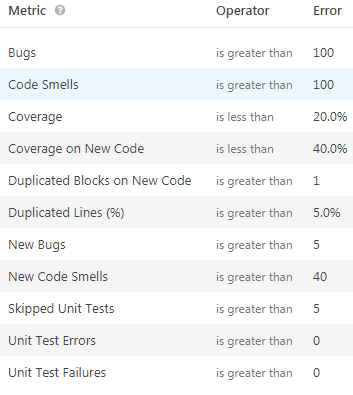 Metric ? Operator Error
Bugs is greater than 100
Code Smells is greater than 100
Coverage is less than 20.0%
Coverage on New Code is less than 40.0%
Duplicated Blocks on New Code is greater than 1
Duplicated Lines (%) is greater than 5.0%
New Bugs is greater than 5
New Code Smells is greater than 40
Skipped Unit Tests is greater than 5
Unit Test Errors is greater than 0
Unit Test Failures is greater than 0